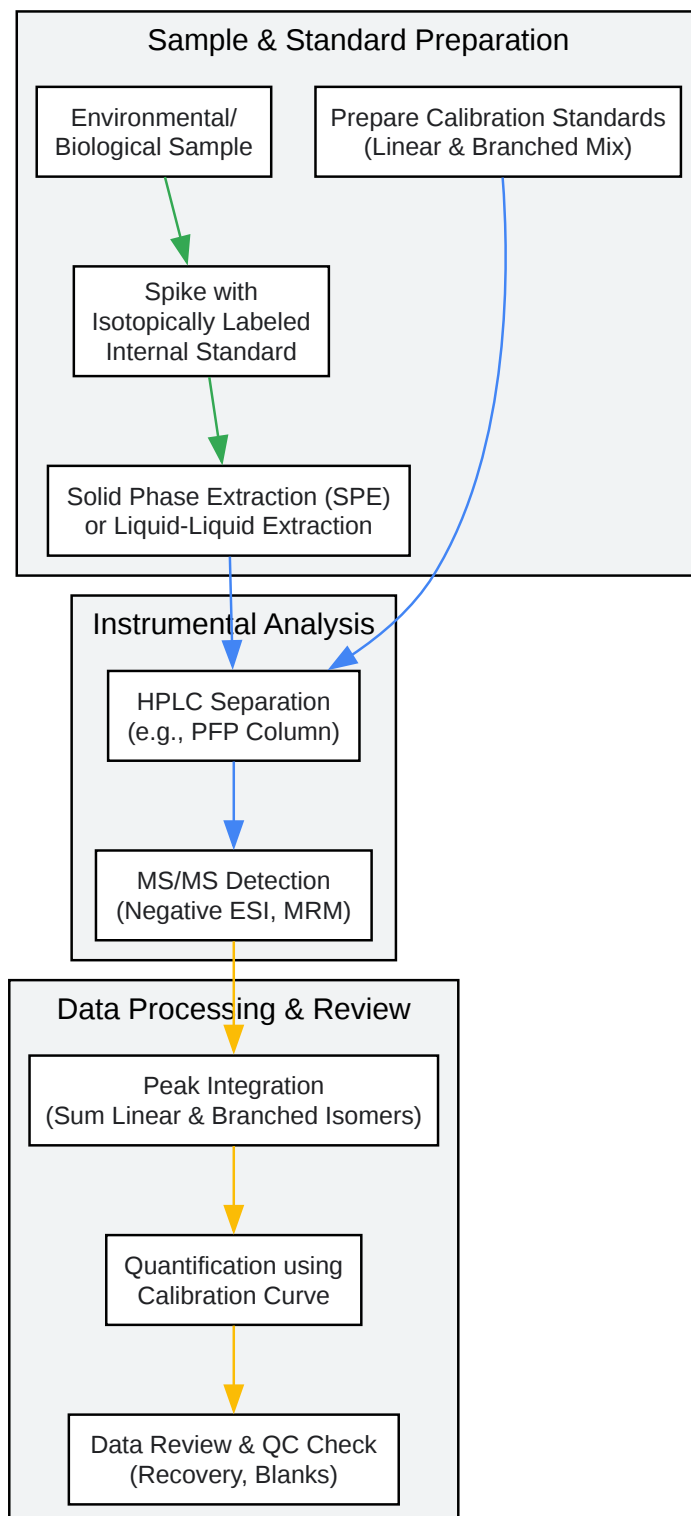 Sample & Standard Preparation
Environmental/
Biological Sample
Prepare Calibration Standards
(Linear & Branched Mix)
Spike with
Isotopically Labeled
Internal Standard
Solid Phase Extraction (SPE)
or Liquid-Liquid Extraction
Instrumental Analysis
HPLC Separation
(e.g., PFP Column)
MS/MS Detection
(Negative ESI, MRM)
Data Processing & Review
Peak Integration
(Sum Linear & Branched Isomers)
Quantification using
Calibration Curve
Data Review & QC Check
(Recovery, Blanks)